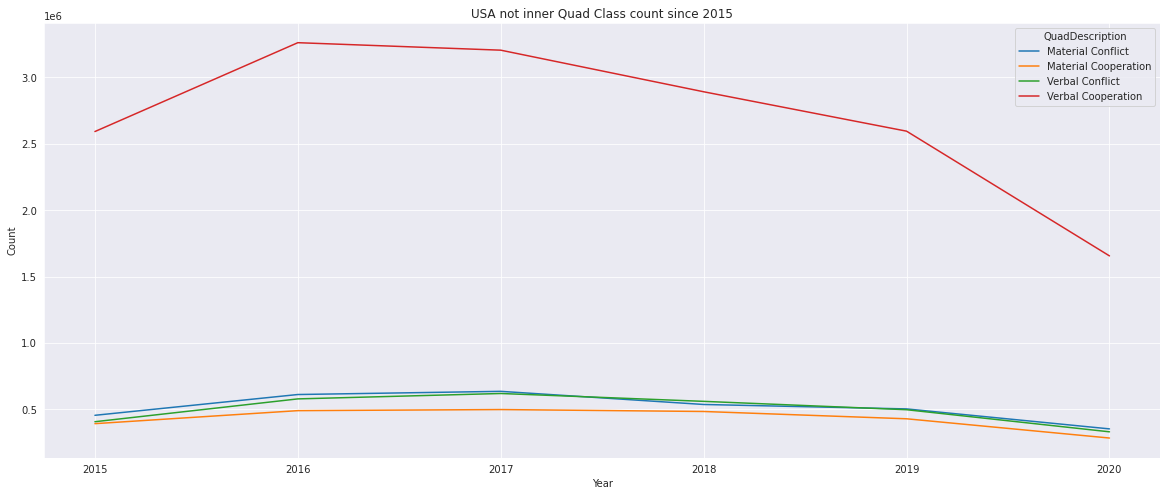 USA not inner Quad Class count since 2015
1e6
QuadDescription
Material Conflict
Material Cooperation
Verbal Conflict
Verbal Cooperation
3.0
2.5
2.0
1.5
1.0
0.5
Count
2015 2016 2017 2018 2019 2020
Year